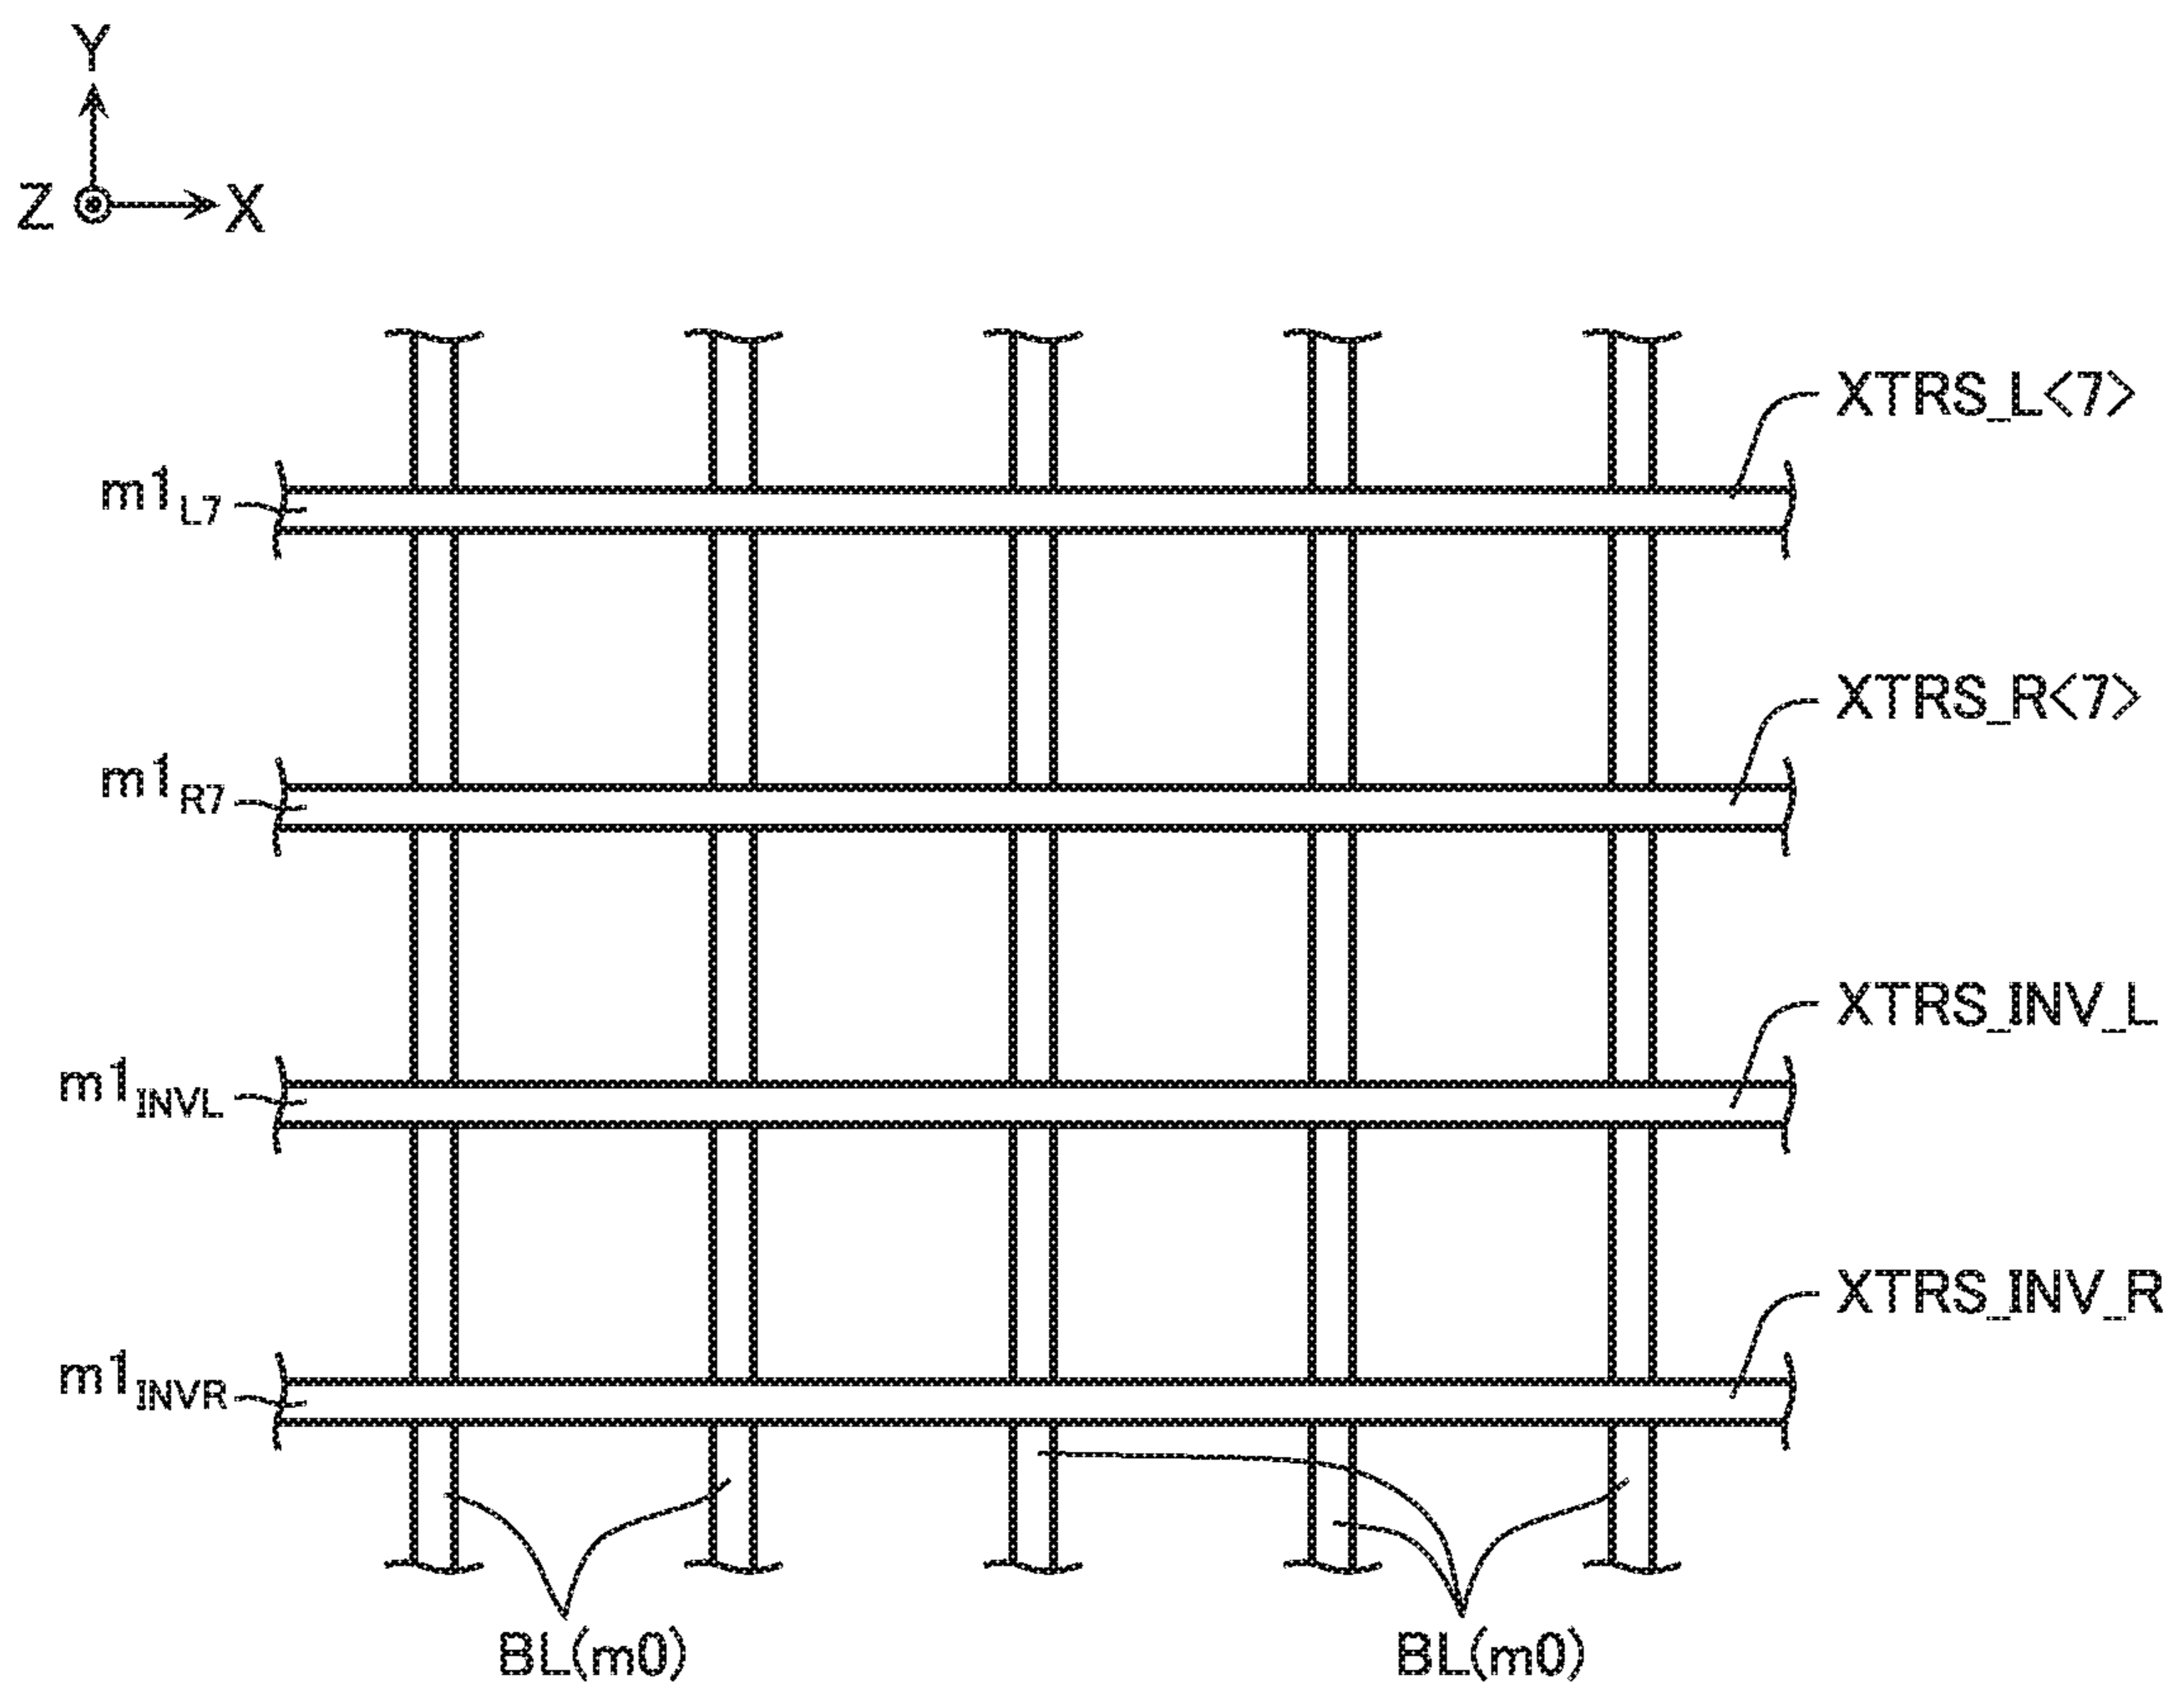 Y
Z X
XTRS_L<7>
m1L7
XTRS_R<7>
m1R7
XTRS_INV_L
m1INVL
XTRS_INV_R
m1INVR
BL(m0) BL(m0)